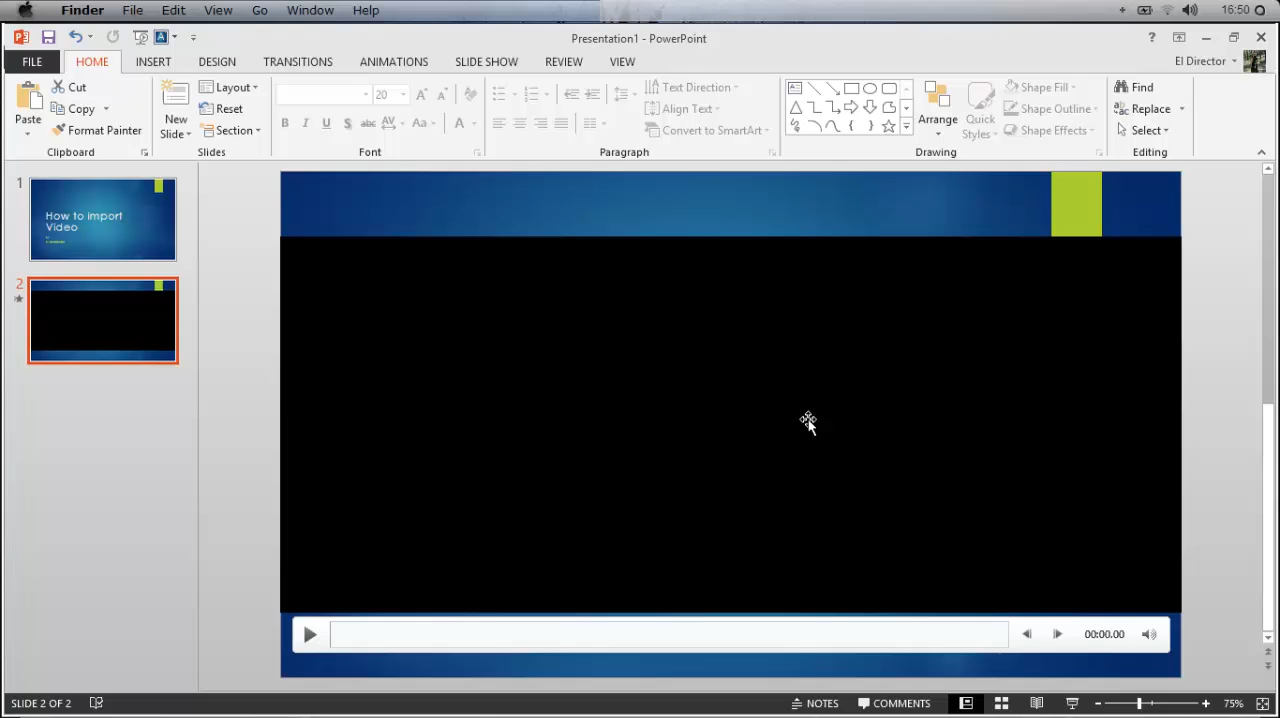 Finder File Edit View Go Window Help 16:50
Presentation1 - PowerPoint ?
FILE HOME INSERT DESIGN TRANSITIONS ANIMATIONS SLIDE SHOW REVIEW VIEW El Director
Cut Layout 20 Text Direction Shape Fill Find
Copy Reset Align Text Shape Outline Replace
Paste New Slide Arrange Quick Styles
Format Painter Section B I U S abc AV Aa A Convert to SmartArt Shape Effects Select
Clipboard Slides Font Paragraph Drawing Editing
1
How to import
Video
2
00:00.00
SLIDE 2 OF 2 NOTES COMMENTS 75%